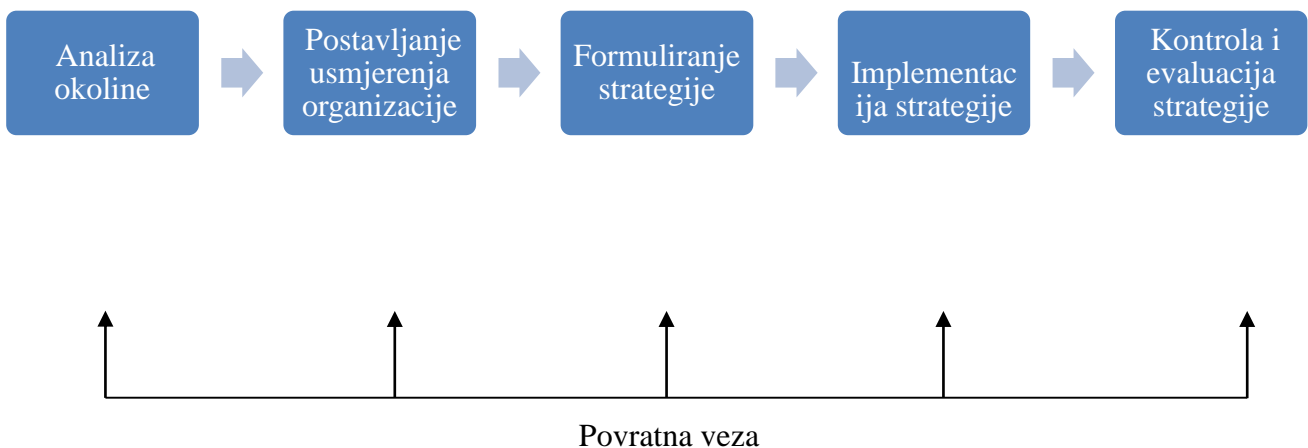 Analiza
okoline
Postavljanje
usmjerenja
organizacije
Formuliranje
strategije
Implementac
ija strategije
Kontrola i
evaluacija
strategije
Povratna veza